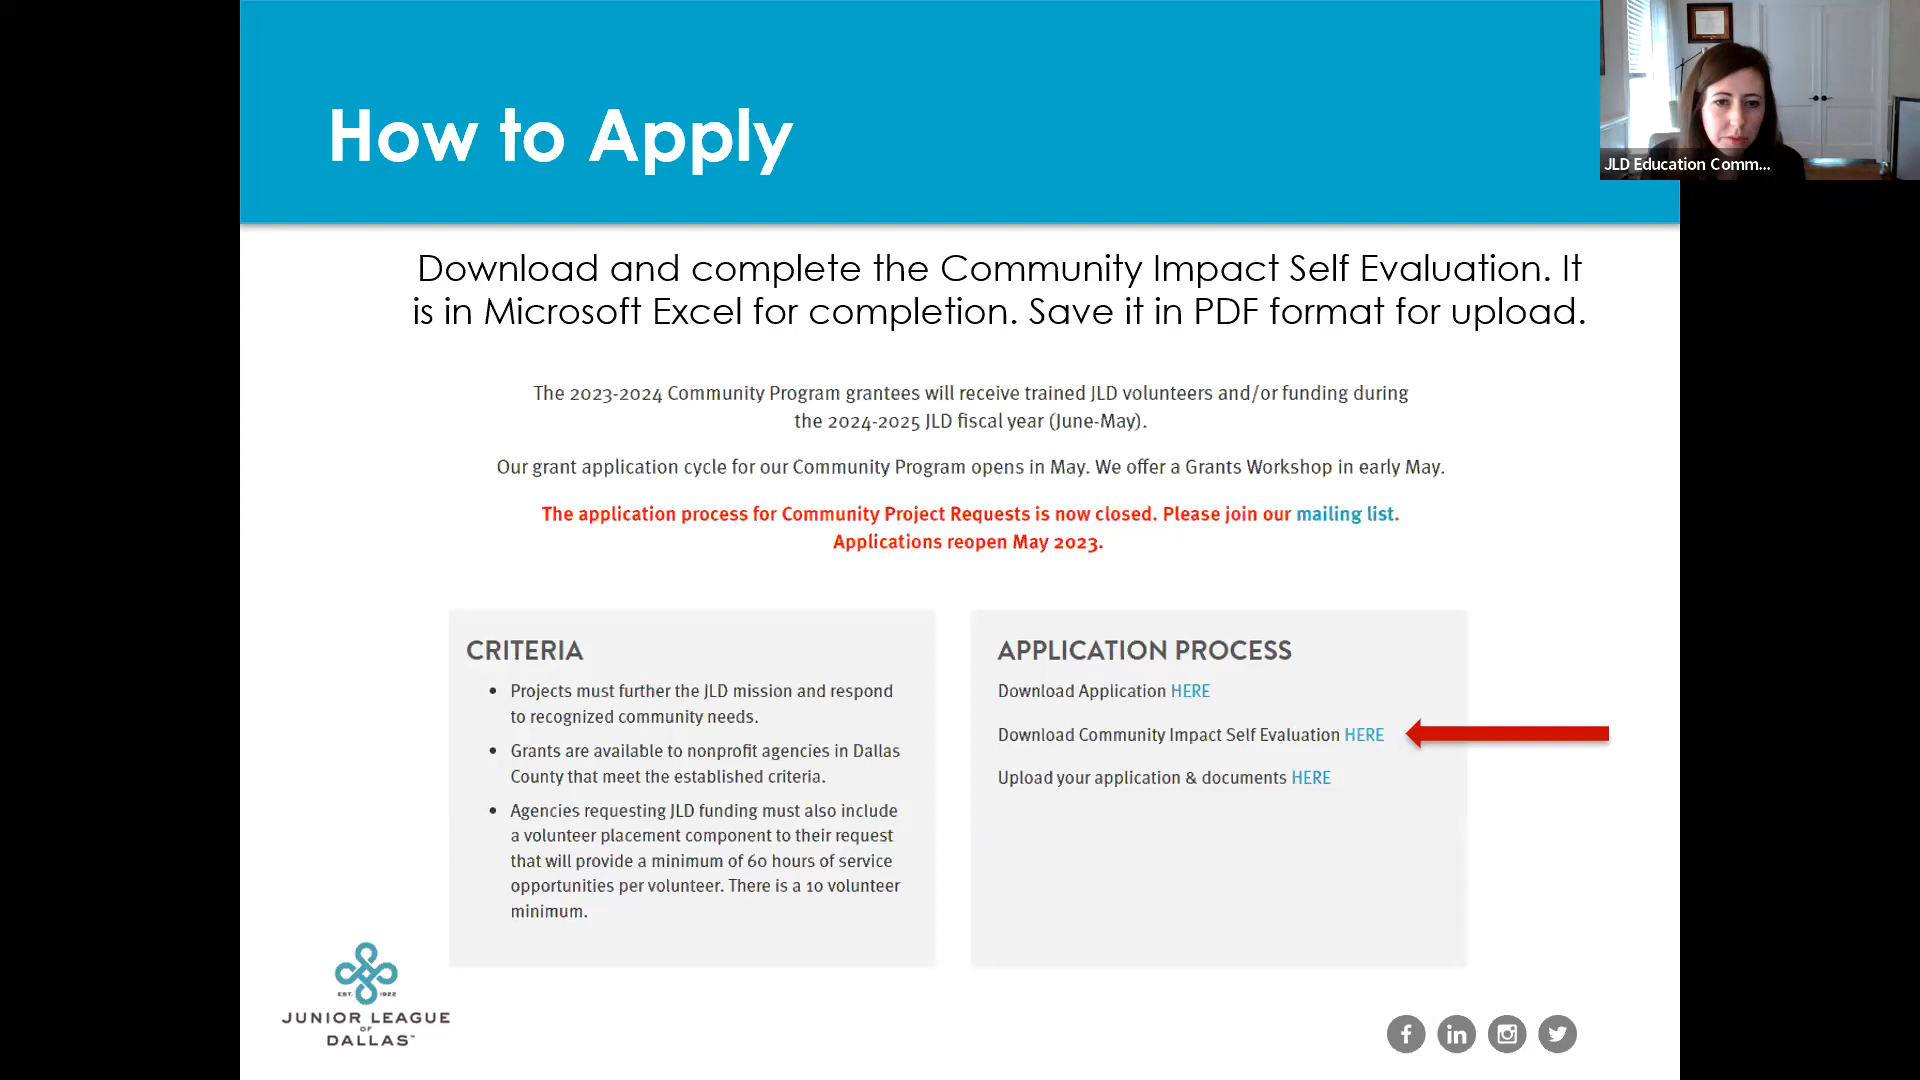 How to Apply
JLD Education Comm...
Download and complete the Community Impact Self Evaluation. It
is in Microsoft Excel for completion. Save it in PDF format for upload.
The 2023-2024 Community Program grantees will receive trained JLD volunteers and/or funding during
the 2024-2025 JLD fiscal year (June-May).
Our grant application cycle for our Community Program opens in May. We offer a Grants Workshop in early May.
The application process for Community Project Requests is now closed. Please join our mailing list.
Applications reopen May 2023.
CRITERIA
• Projects must further the JLD mission and respond
to recognized community needs.
• Grants are available to nonprofit agencies in Dallas
County that meet the established criteria.
• Agencies requesting JLD funding must also include
a volunteer placement component to their request
that will provide a minimum of 60 hours of service
opportunities per volunteer. There is a 10 volunteer
minimum.
APPLICATION PROCESS
Download Application HERE
Download Community Impact Self Evaluation HERE
Upload your application & documents HERE
EST. 1922
JUNIOR LEAGUE
OF
DALLAS™